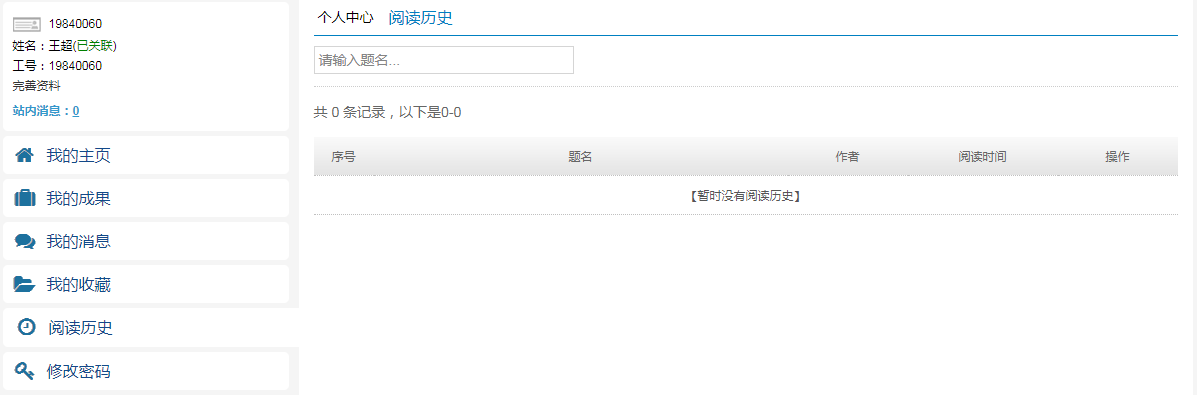 19840060
姓名：王超(已关联)
工号：19840060
完善资料
站内消息：0
我的主页
我的成果
我的消息
我的收藏
阅读历史
修改密码
个人中心 阅读历史
请输入题名...
共 0 条记录，以下是0-0
序号 题名 作者 阅读时间 操作
【暂时没有阅读历史】